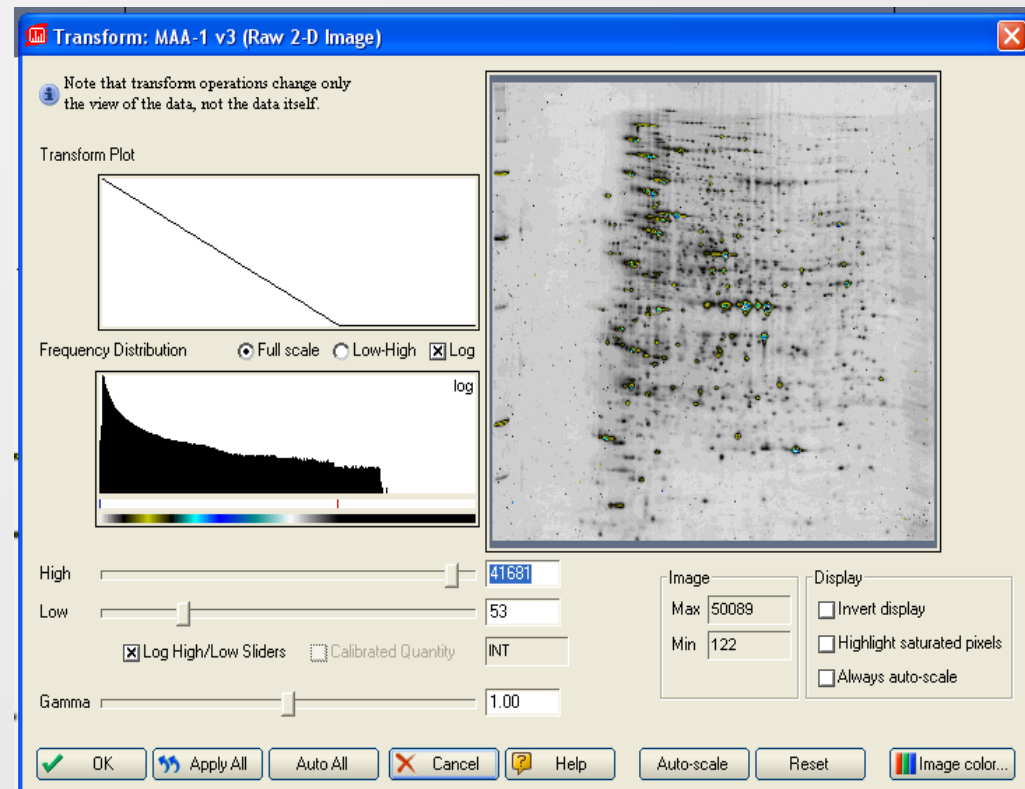 Transform: MAA-1 v3 (Raw 2-D Image)
Note that transform operations change only
the view of the data, not the data itself.
Transform Plot
Frequency Distribution Full scale Low-High Log
log
High 41681
Low 53
Log High/Low Sliders Calibrated Quantity INT
Gamma 1.00
Image
Max 50089
Min 122
Display
Invert display
Highlight saturated pixels
Always auto-scale
OK Apply All Auto All Cancel Help Auto-scale Reset Image color...